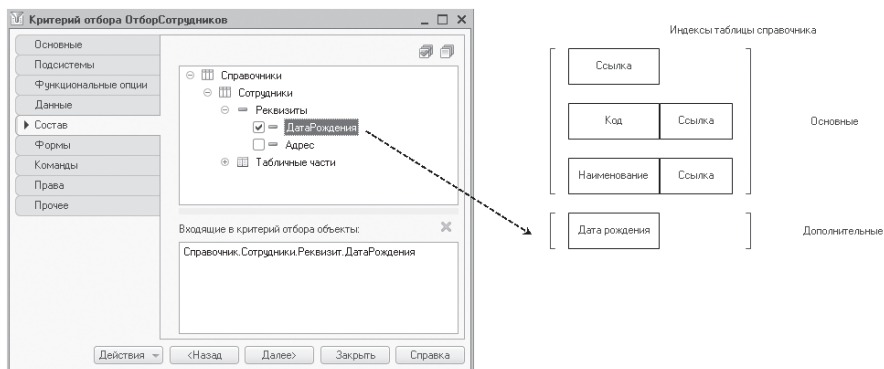 Критерий отбора ОтборСотрудников
Основные
Подсистемы
Функциональные опции
Данные
Состав
Формы
Команды
Права
Прочее
Справочники
Сотрудники
Реквизиты
ДатаРождения
Адрес
Табличные части
Входящие в критерий отбора объекты:
Справочник.Сотрудники.Реквизит.ДатаРождения
Действия
<Назад
Далее>
Закрыть
Справка
Индексы таблицы справочника
Ссылка
Код Ссылка
Основные
Наименование Ссылка
Дата рождения
Дополнительные